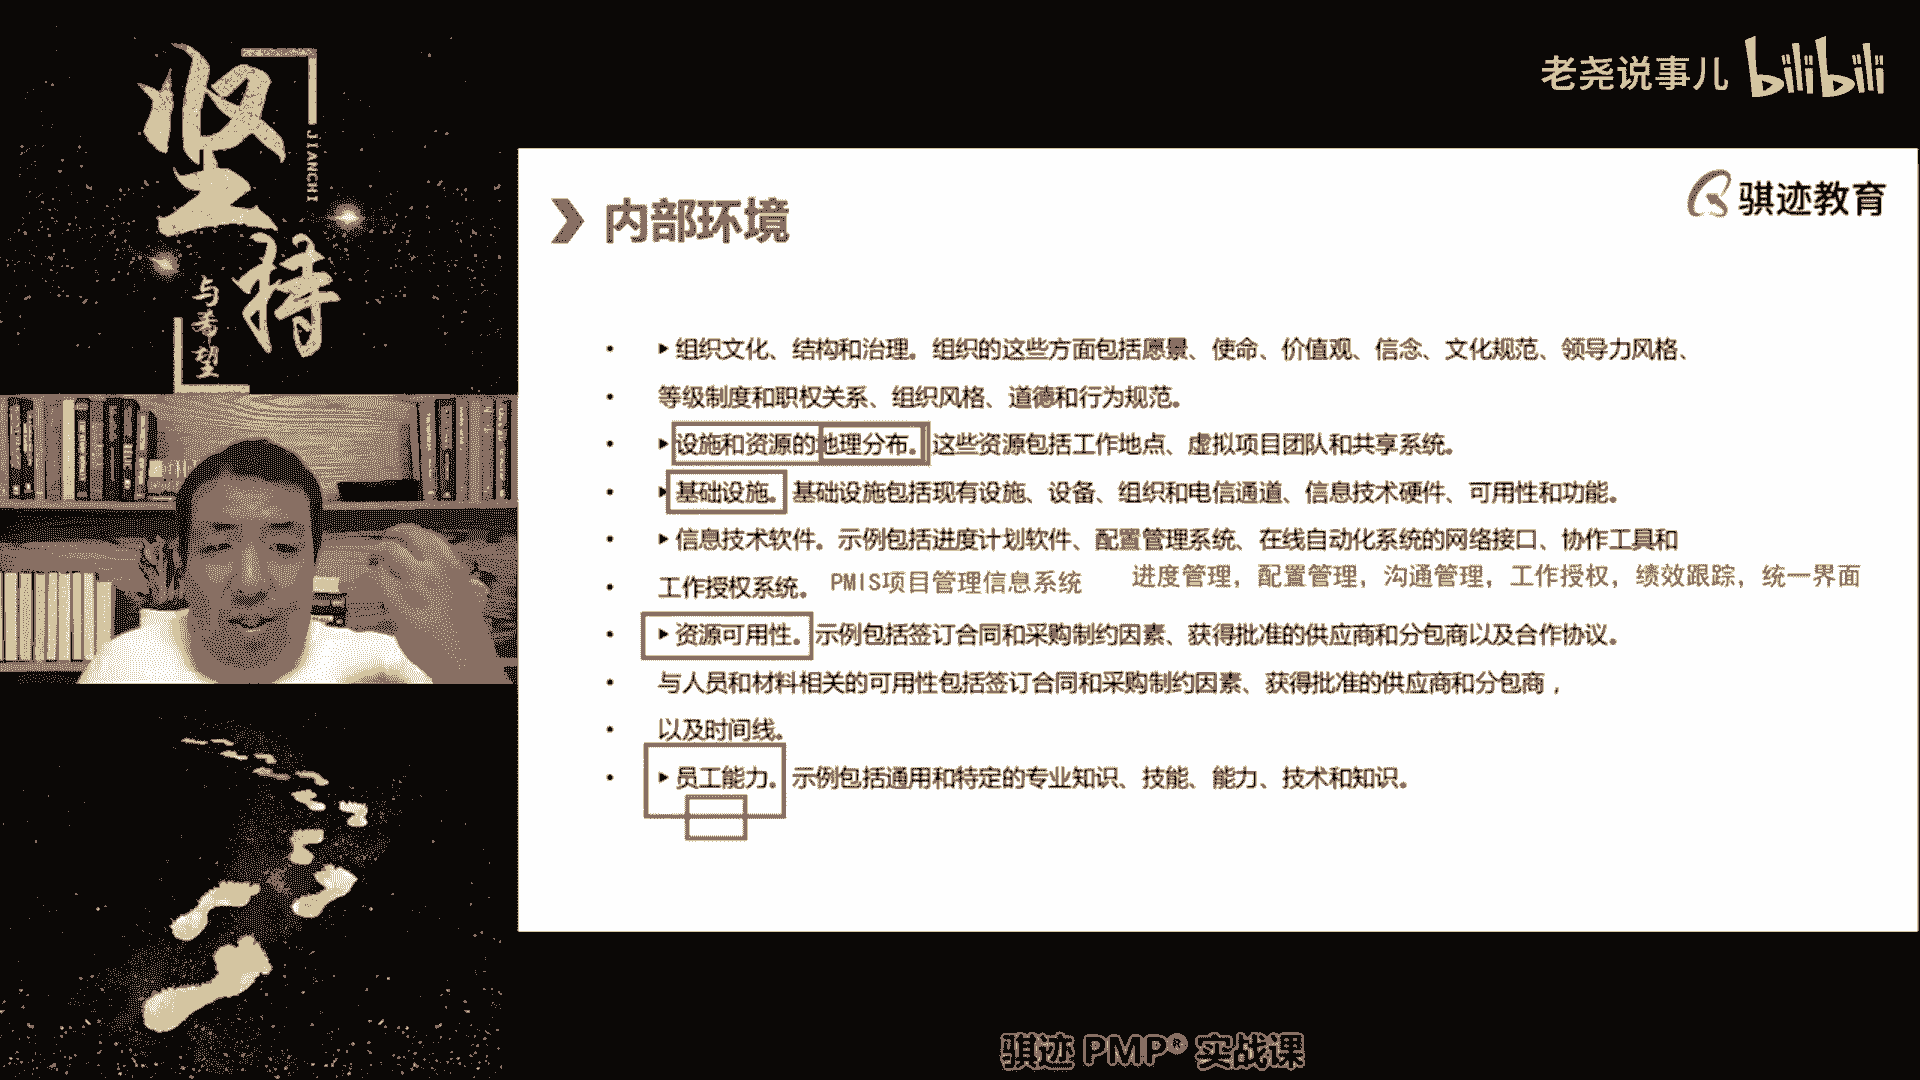 坚持
JIANCHI
与希望
老尧说事儿 bilibili
骐迹教育
内部环境
• ▸组织文化、结构和治理。组织的这些方面包括愿景、使命、价值观、信念、文化规范、领导力风格、
• 等级制度和职权关系、组织风格、道德和行为规范。
• ▸设施和资源的地理分布。这些资源包括工作地点、虚拟项目团队和共享系统。
• ▸基础设施。基础设施包括现有设施、设备、组织和电信通道、信息技术硬件、可用性和功能。
• ▸信息技术软件。示例包括进度计划软件、配置管理系统、在线自动化系统的网络接口、协作工具和
• 工作授权系统。 PMIS项目管理信息系统 进度管理，配置管理，沟通管理，工作授权，绩效跟踪，统一界面
• ▸资源可用性。示例包括签订合同和采购制约因素、获得批准的供应商和分包商以及合作协议。
• 与人员和材料相关的可用性包括签订合同和采购制约因素、获得批准的供应商和分包商，
• 以及时间线。
• ▸员工能力。示例包括通用和特定的专业知识、技能、能力、技术和知识。
骐迹 PMP® 实战课